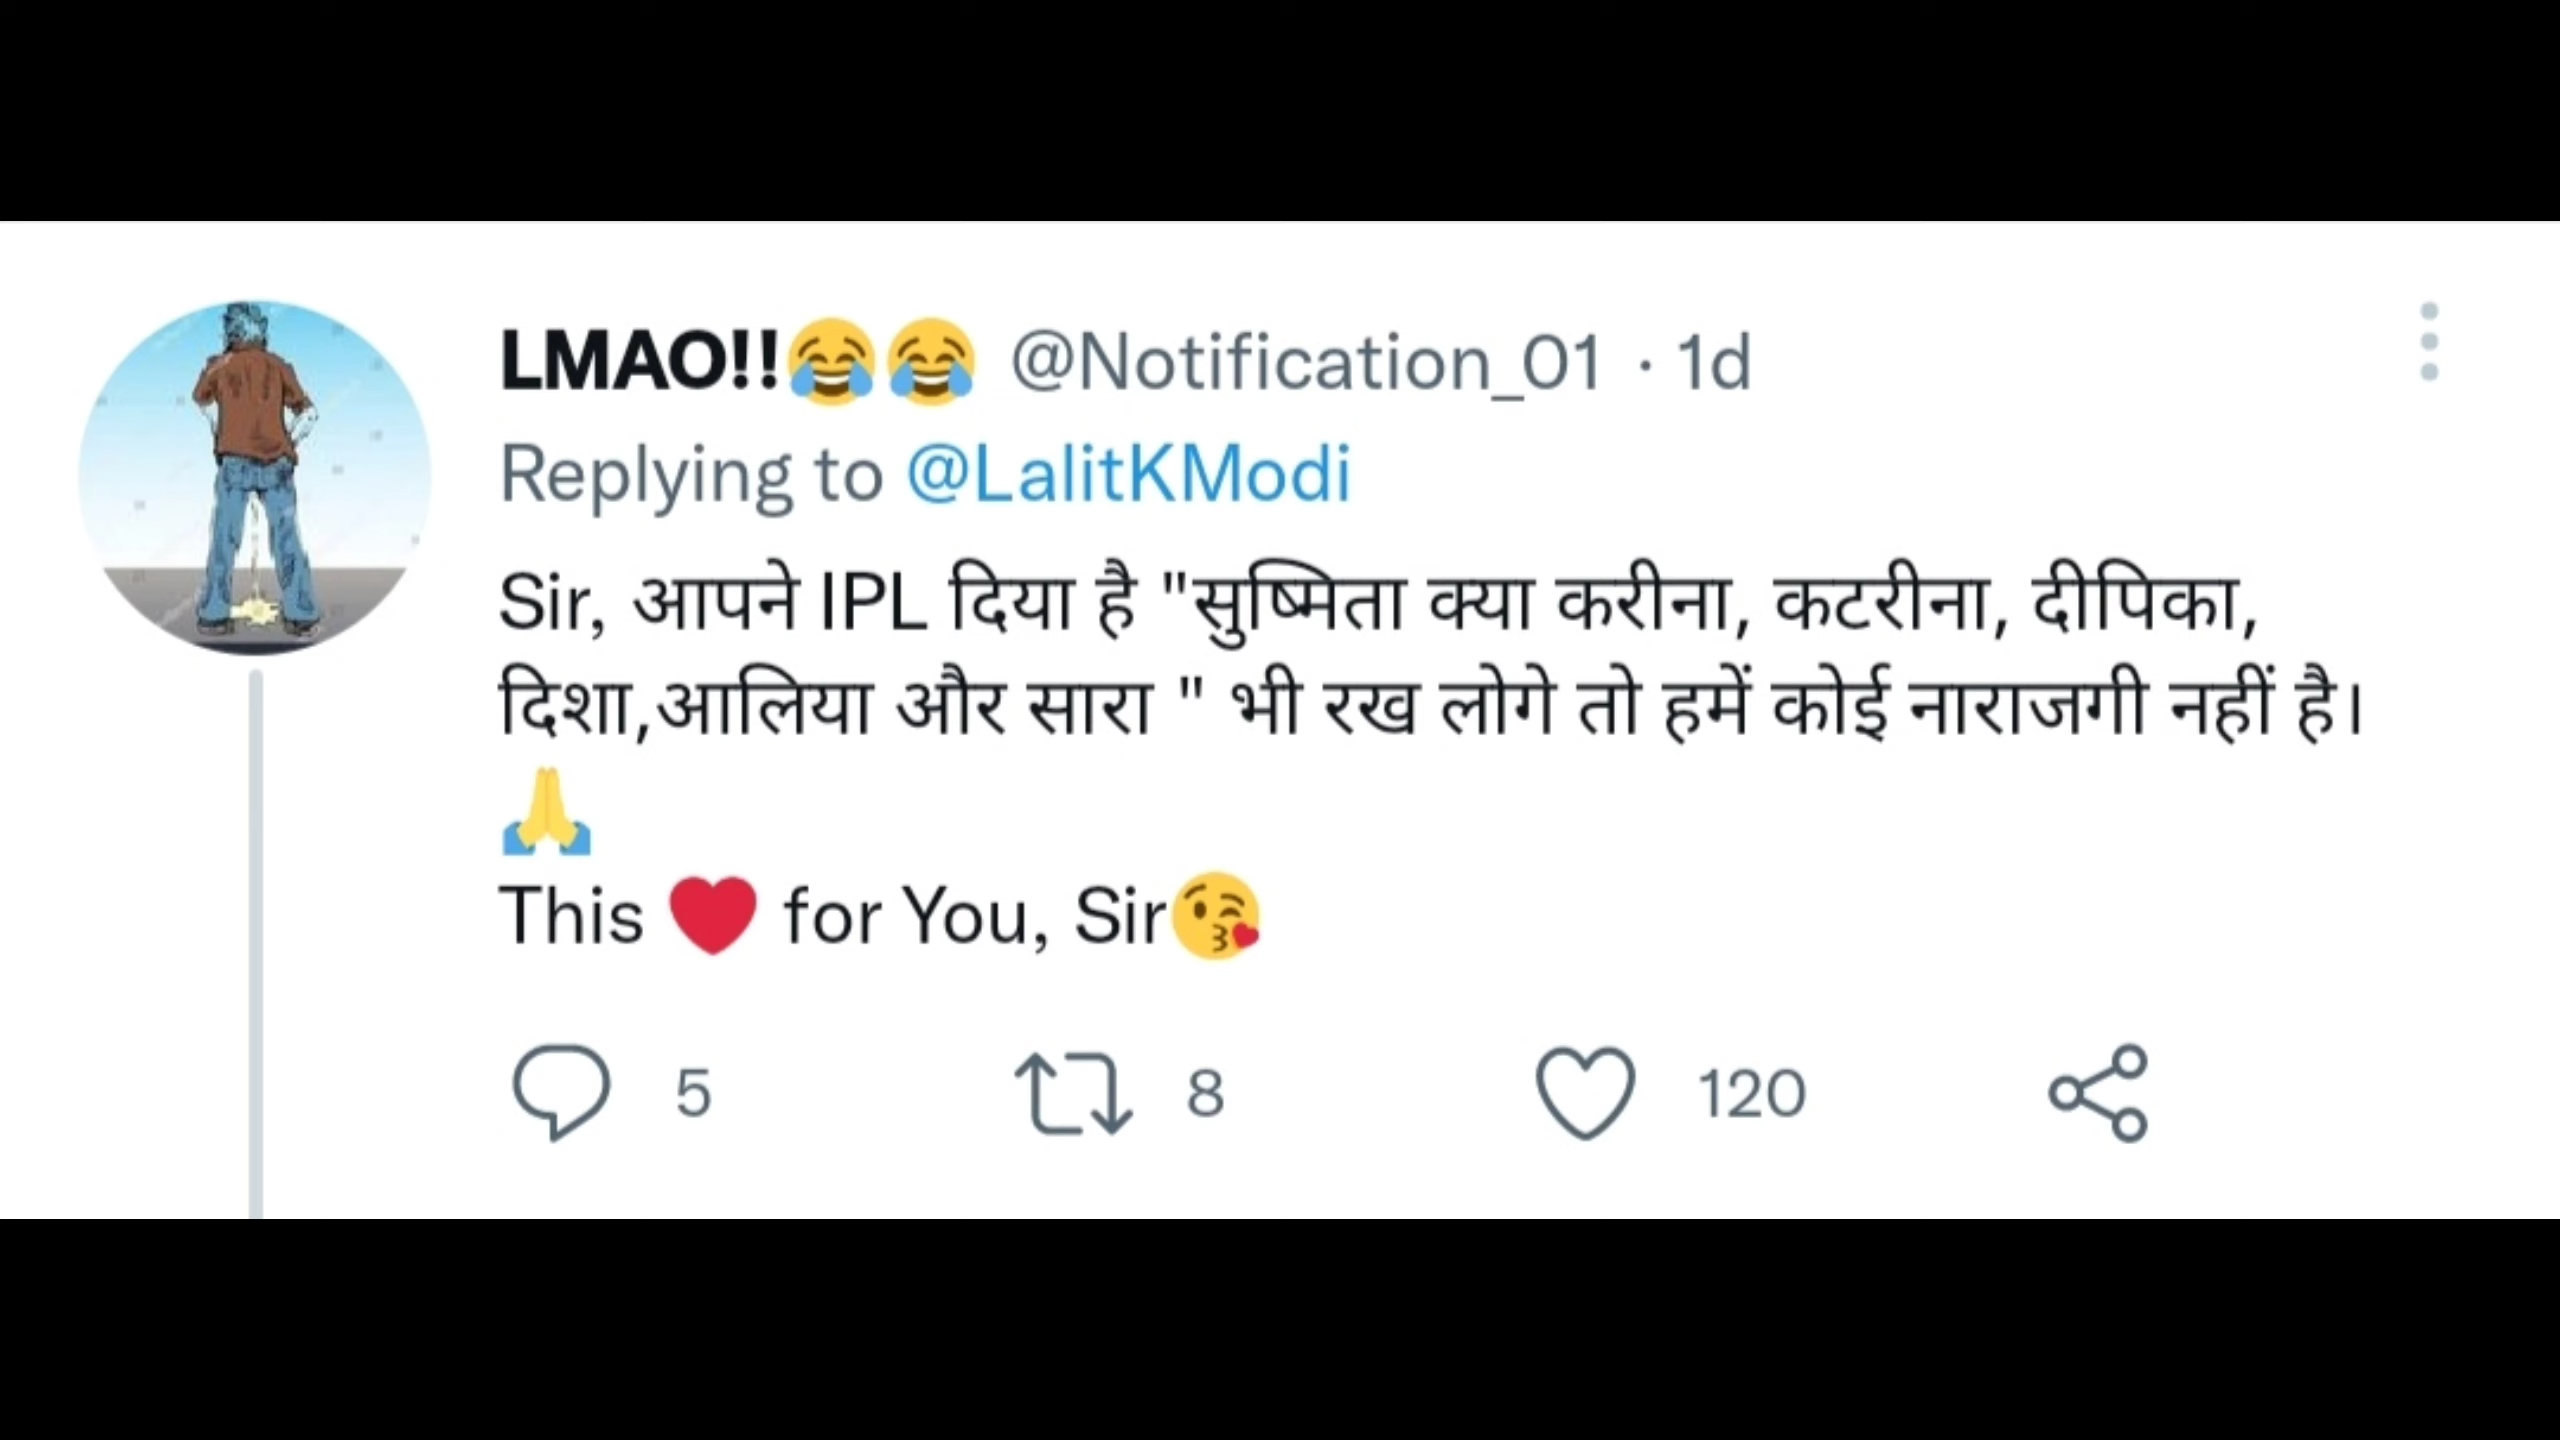 LMAO!!😂😂 @Notification_01 · 1d
Replying to @LalitKModi
Sir, आपने IPL दिया है "सुष्मिता क्या करीना, कटरीना, दीपिका,
दिशा,आलिया और सारा " भी रख लोगे तो हमें कोई नाराजगी नहीं है।
🙏
This ❤️ for You, Sir😘
5 8 120